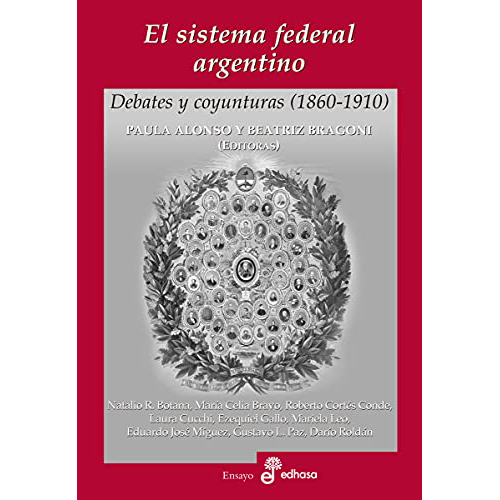 El sistema federal
argentino
Debates y coyunturas (1860-1910)
PAULA ALONSO Y BEATRIZ BRAGONI
(EDITORAS)
Natalio R. Botana, María Celia Bravo, Roberto Cortés Conde,
Laura Cucchi, Ezequiel Gallo, Mariela Leo,
Eduardo José Míguez, Gustavo L. Paz, Darío Roldán
Ensayo edhasa